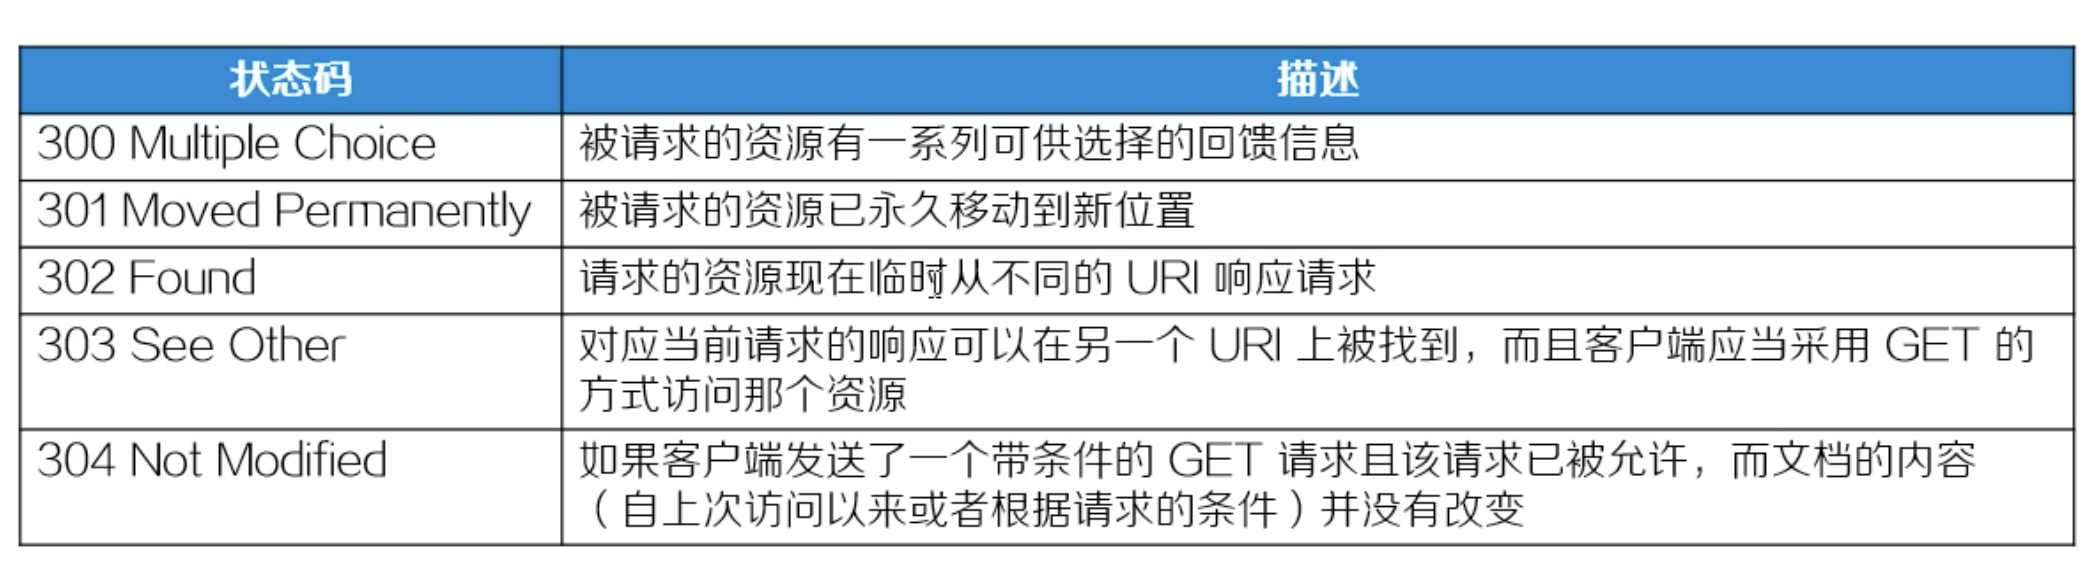 状态码 描述
300 Multiple Choice 被请求的资源有一系列可供选择的回馈信息
301 Moved Permanently 被请求的资源已永久移动到新位置
302 Found 请求的资源现在临时从不同的 URI 响应请求
303 See Other 对应当前请求的响应可以在另一个 URI 上被找到，而且客户端应当采用 GET 的
方式访问那个资源
304 Not Modified 如果客户端发送了一个带条件的 GET 请求且该请求已被允许，而文档的内容
（自上次访问以来或者根据请求的条件）并没有改变